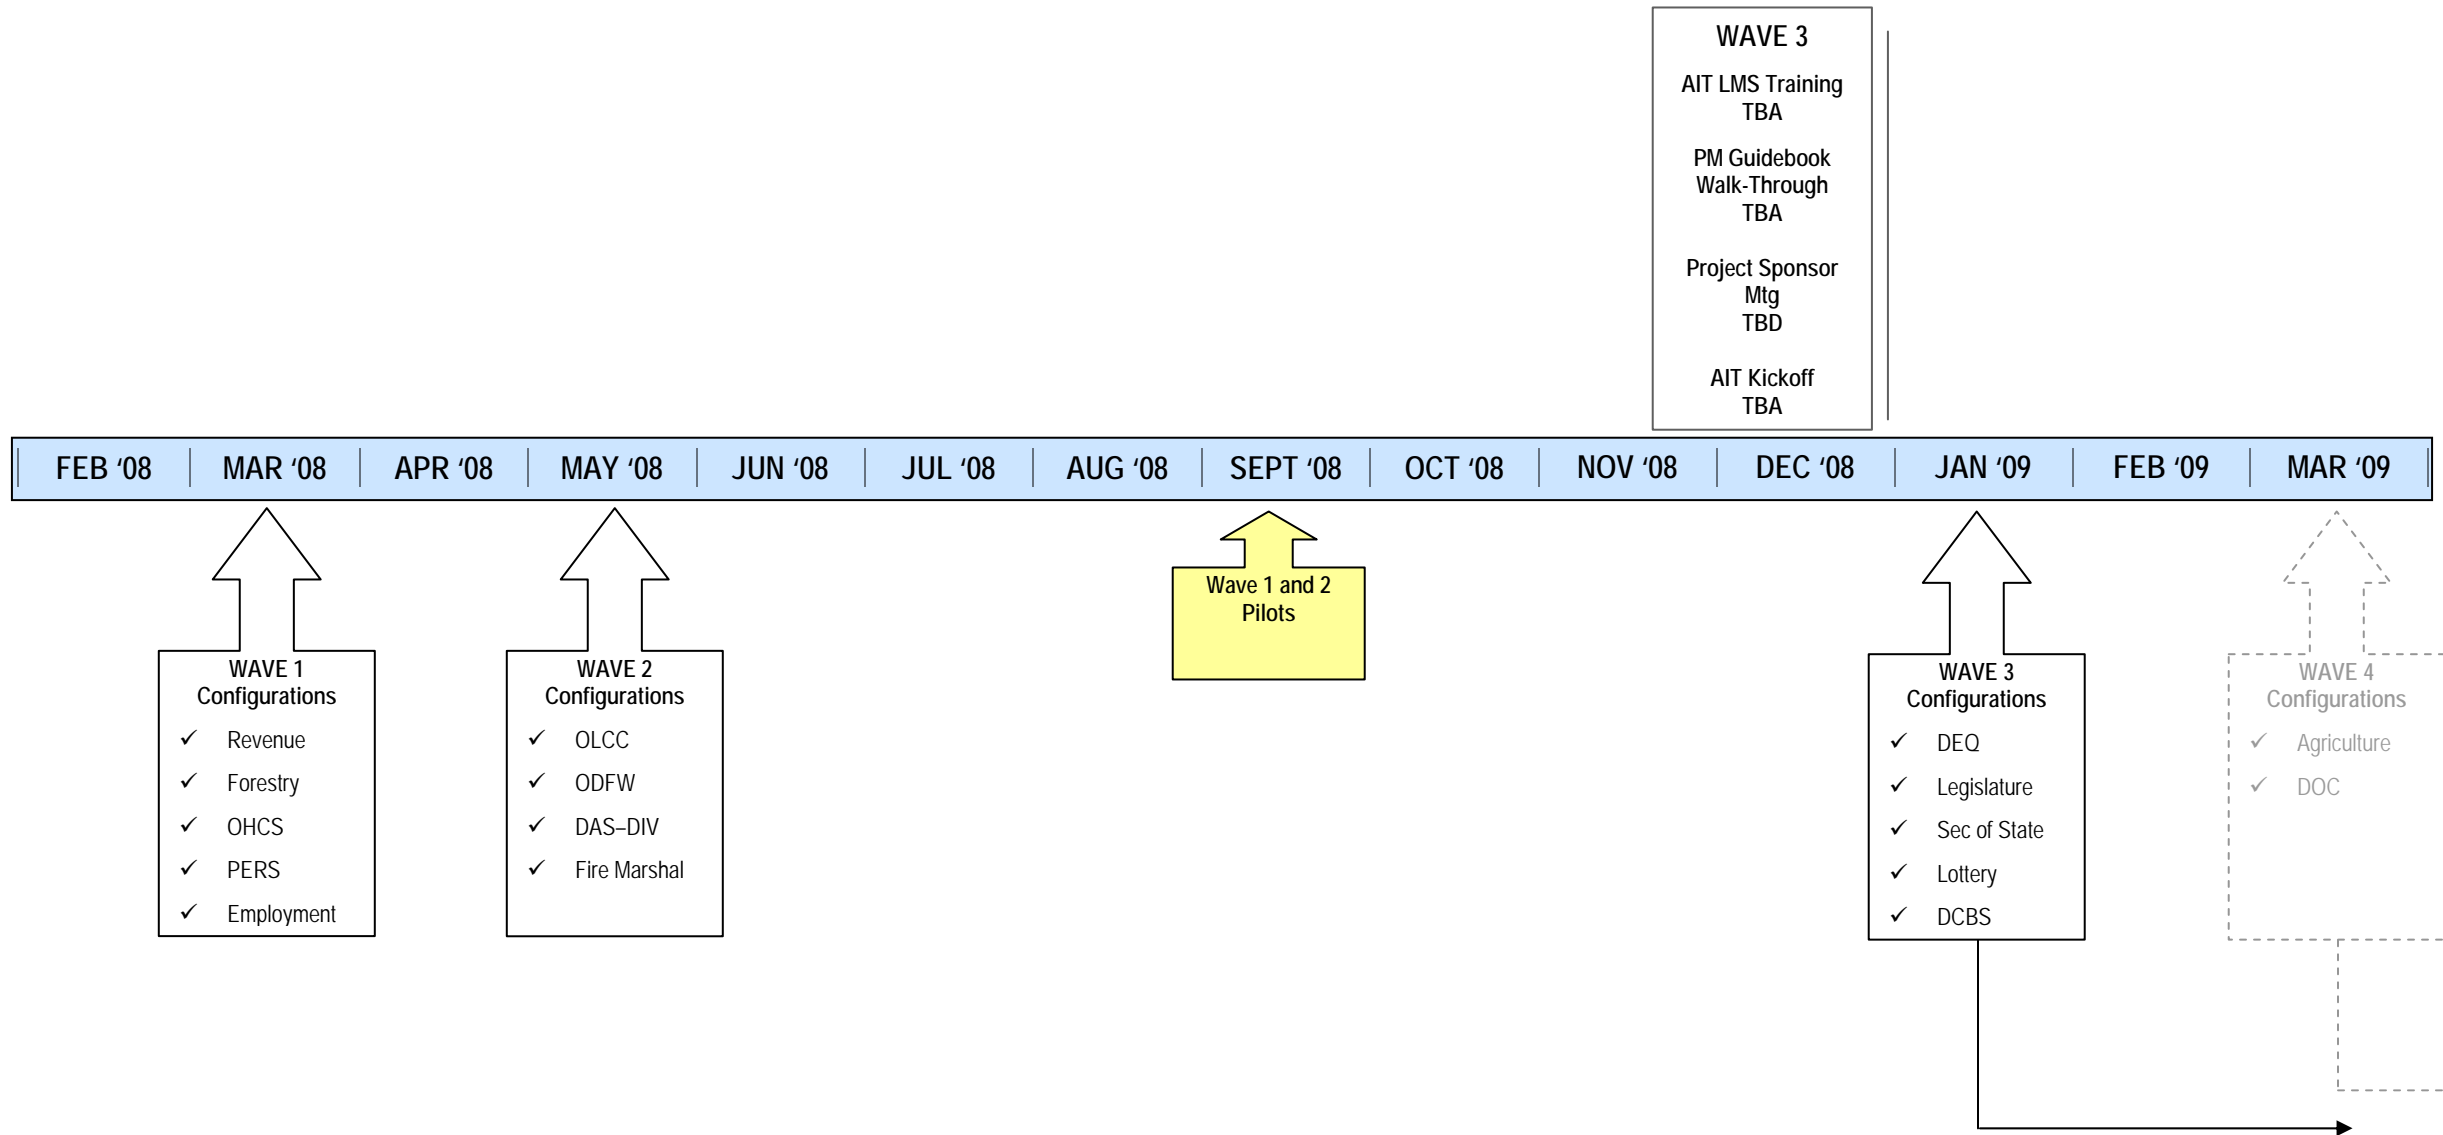 WAVE 3
AIT LMS Training
TBA
PM Guidebook
Walk-Through
TBA
Project Sponsor
Mtg
TBD
AIT Kickoff
TBA
FEB ‘08
MAR ‘08
APR ‘08
MAY ‘08
JUN ‘08
JUL ‘08
AUG ‘08
SEPT ‘08
OCT ‘08
NOV ‘08
DEC ‘08
JAN ‘09
FEB ‘09
MAR ‘09
WAVE 1
Configurations
✓ Revenue
✓ Forestry
✓ OHCS
✓ PERS
✓ Employment
WAVE 2
Configurations
✓ OLCC
✓ ODFW
✓ DAS–DIV
✓ Fire Marshal
Wave 1 and 2
Pilots
WAVE 3
Configurations
✓ DEQ
✓ Legislature
✓ Sec of State
✓ Lottery
✓ DCBS
WAVE 4
Configurations
✓ Agriculture
✓ DOC